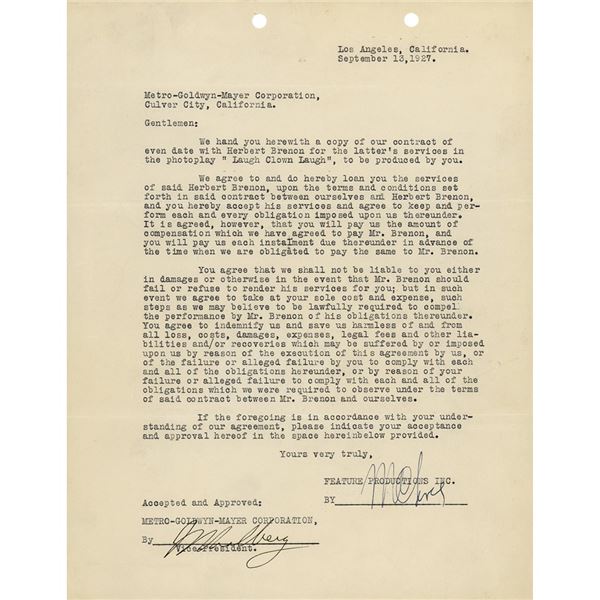 Los Angeles, California.
September 13,1927.
Metro-Goldwyn-Mayer Corporation,
Culver City, California.
Gentlemen:
We hand you herewith a copy of our contract of
even date with Herbert Brenon for the latter's services in
the photoplay " Laugh Clown Laugh", to be produced by you.
We agree to and do hereby loan you the services
of said Herbert Brenon, upon the terms and conditions set
forth in said contract between ourselves and Herbert Brenon,
and you hereby accept his services and agree to keep and per-
form each and every obligation imposed upon us thereunder.
It is agreed, however, that you will pay us the amount of
compensation which we have agreed to pay Mr. Brenon, and
you will pay us each instalment due thereunder in advance of
the time when we are obligated to pay the same to Mr. Brenon.
You agree that we shall not be liable to you either
in damages or otherwise in the event that Mr. Brenon should
fail or refuse to render his services for you; but in such
event we agree to take at your sole cost and expense, such
steps as we may believe to be lawfully required to compel
the performance by Mr. Brenon of his obligations thereunder.
You agree to indemnify us and save us harmless of and from
all loss, costs, damages, expenses, legal fees and other lia-
bilities and/or recoveries which may be suffered by or imposed
upon us by reason of the execution of this agreement by us, or
of the failure or alleged failure by you to comply with each
and all of the obligations hereunder, or by reason of your
failure or alleged failure to comply with each and all of the
obligations which we were required to observe under the terms
of said contract between Mr. Brenon and ourselves.
If the foregoing is in accordance with your under-
standing of our agreement, please indicate your acceptance
and approval hereof in the space hereinbelow provided.
Yours very truly,
FEATURE PRODUCTIONS INC.
BY
Accepted and Approved:
METRO-GOLDWYN-MAYER CORPORATION,
By
Vice President.